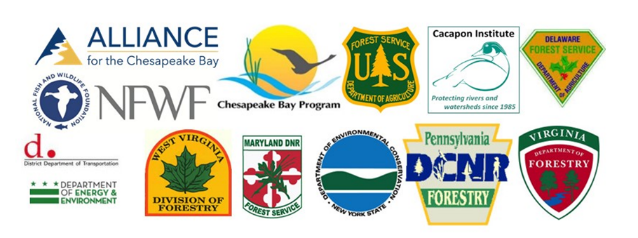 ALLIANCE
for the Chesapeake Bay
NATIONAL FISH AND WILDLIFE FOUNDATION
NFWF
Chesapeake Bay Program
FOREST SERVICE
US
DEPARTMENT OF AGRICULTURE
Cacapon Institute
Protecting rivers and
watersheds since 1985
DELAWARE
FOREST SERVICE
DEPARTMENT OF AGRICULTURE
d.
District Department of Transportation
DEPARTMENT
OF ENERGY &
ENVIRONMENT
WEST VIRGINIA
DIVISION OF
FORESTRY
MARYLAND DNR
FOREST SERVICE
DEPARTMENT OF ENVIRONMENTAL CONSERVATION
NEW YORK STATE
Pennsylvania
DCNR
FORESTRY
VIRGINIA
DEPARTMENT OF
FORESTRY